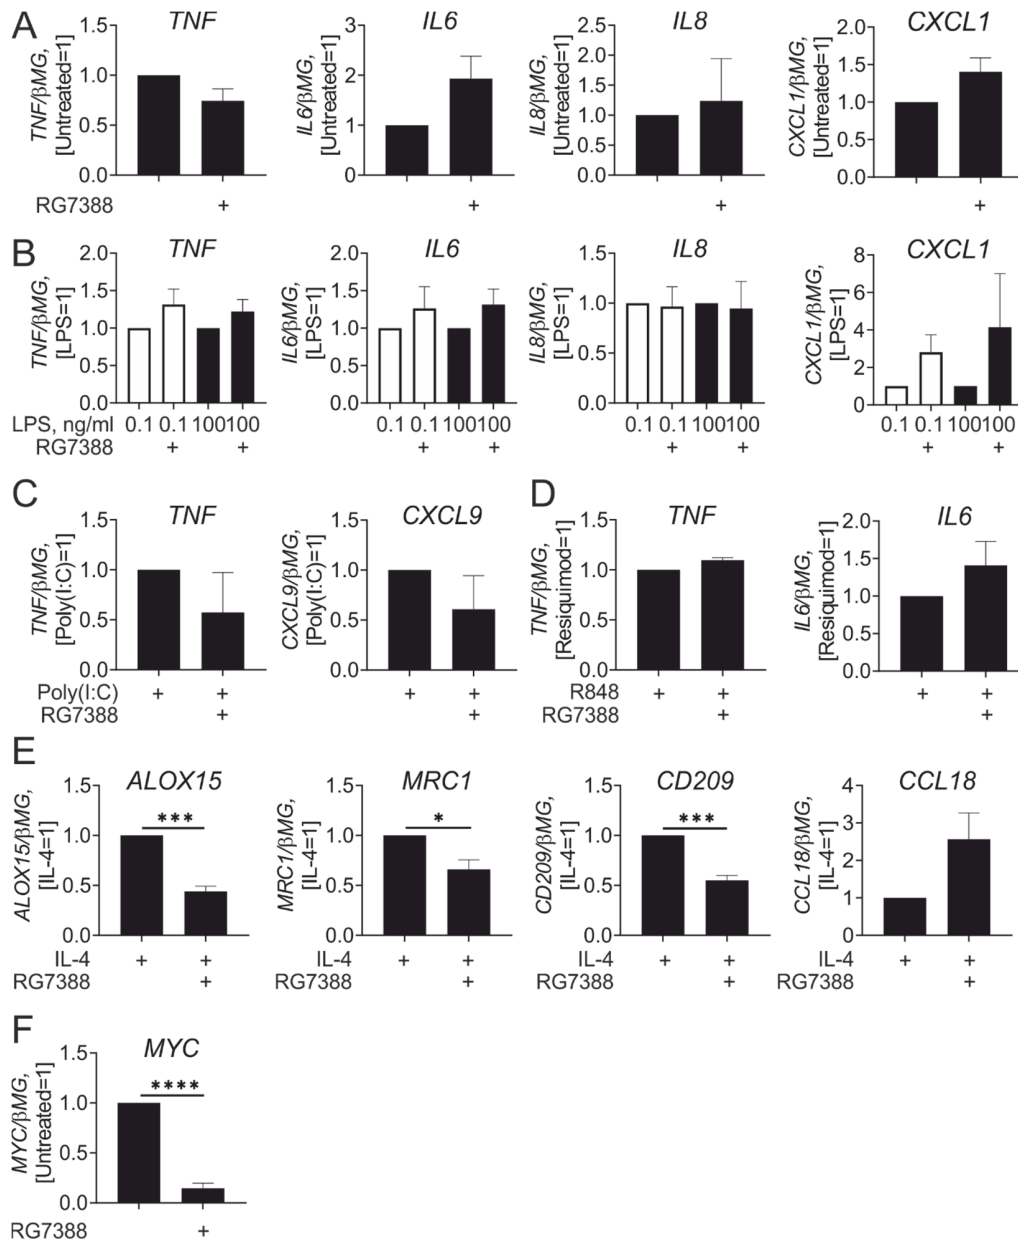 A
TNF
IL6
IL8
CXCL1
TNF/βMG,
[Untreated=1]
1.5
1.0
0.5
0.0
IL6/βMG,
[Untreated=1]
3
2
1
0
IL8/βMG,
[Untreated=1]
2.5
2.0
1.5
1.0
0.5
0.0
CXCL1/βMG,
[Untreated=1]
2.0
1.5
1.0
0.5
0.0
RG7388 + + + +
B
TNF
IL6
IL8
CXCL1
TNF/βMG,
[LPS=1]
2.0
1.5
1.0
0.5
0.0
IL6/βMG,
[LPS=1]
2.0
1.5
1.0
0.5
0.0
IL8/βMG,
[LPS=1]
1.5
1.0
0.5
0.0
CXCL1/βMG,
[LPS=1]
8
6
4
2
0
LPS, ng/ml 0.1 0.1 100 100 0.1 0.1 100 100 0.1 0.1 100 100 0.1 0.1 100 100
RG7388 + + + + + + + +
C
TNF
CXCL9
TNF/βMG,
[Poly(I:C)=1]
1.5
1.0
0.5
0.0
CXCL9/βMG,
[Poly(I:C)=1]
1.5
1.0
0.5
0.0
Poly(I:C) + + + +
RG7388 + +
D
TNF
IL6
TNF/βMG,
[Resiquimod=1]
1.5
1.0
0.5
0.0
IL6/βMG,
[Resiquimod=1]
2.0
1.5
1.0
0.5
0.0
R848 + + + +
RG7388 + +
E
ALOX15
MRC1
CD209
CCL18
ALOX15/βMG,
[IL-4=1]
1.5
1.0
0.5
0.0
***
IL-4 + +
RG7388 +
MRC1/βMG,
[IL-4=1]
1.5
1.0
0.5
0.0
*
IL-4 + +
RG7388 +
CD209/βMG,
[IL-4=1]
1.5
1.0
0.5
0.0
***
IL-4 + +
RG7388 +
CCL18/βMG,
[IL-4=1]
4
3
2
1
0
IL-4 + +
RG7388 +
F
MYC
MYC/βMG,
[Untreated=1]
1.5
1.0
0.5
0.0
****
RG7388 +